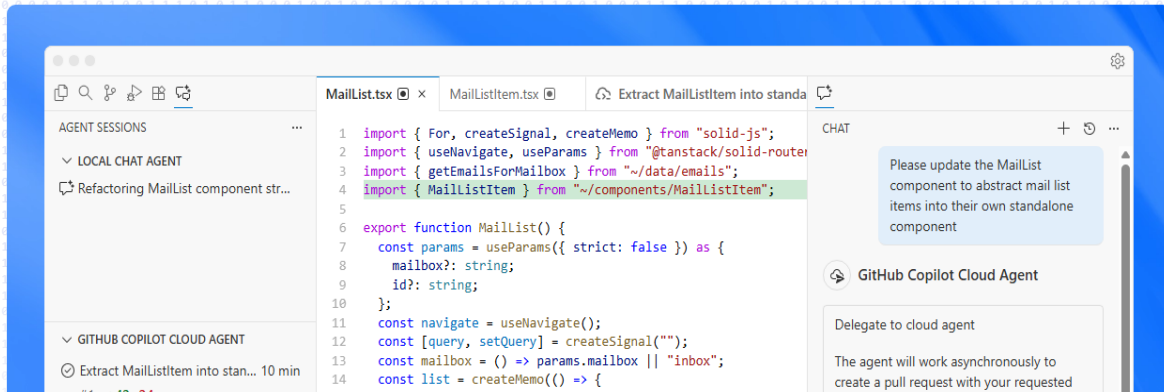 MailList.tsx
MailListItem.tsx
Extract MailListItem into standa
AGENT SESSIONS
LOCAL CHAT AGENT
Refactoring MailList component str...
GITHUB COPILOT CLOUD AGENT
Extract MailListItem into stan... 10 min
1 import { For, createSignal, createMemo } from "solid-js";
2 import { useNavigate, useParams } from "@tanstack/solid-router
3 import { getEmailsForMailbox } from "~/data/emails";
4 import { MailListItem } from "~/components/MailListItem";
5
6 export function MailList() {
7 const params = useParams({ strict: false }) as {
8 mailbox?: string;
9 id?: string;
10 };
11 const navigate = useNavigate();
12 const [query, setQuery] = createSignal("");
13 const mailbox = () => params.mailbox || "inbox";
14 const list = createMemo(() => {
CHAT
Please update the MailList
component to abstract mail list
items into their own standalone
component
GitHub Copilot Cloud Agent
Delegate to cloud agent
The agent will work asynchronously to
create a pull request with your requested